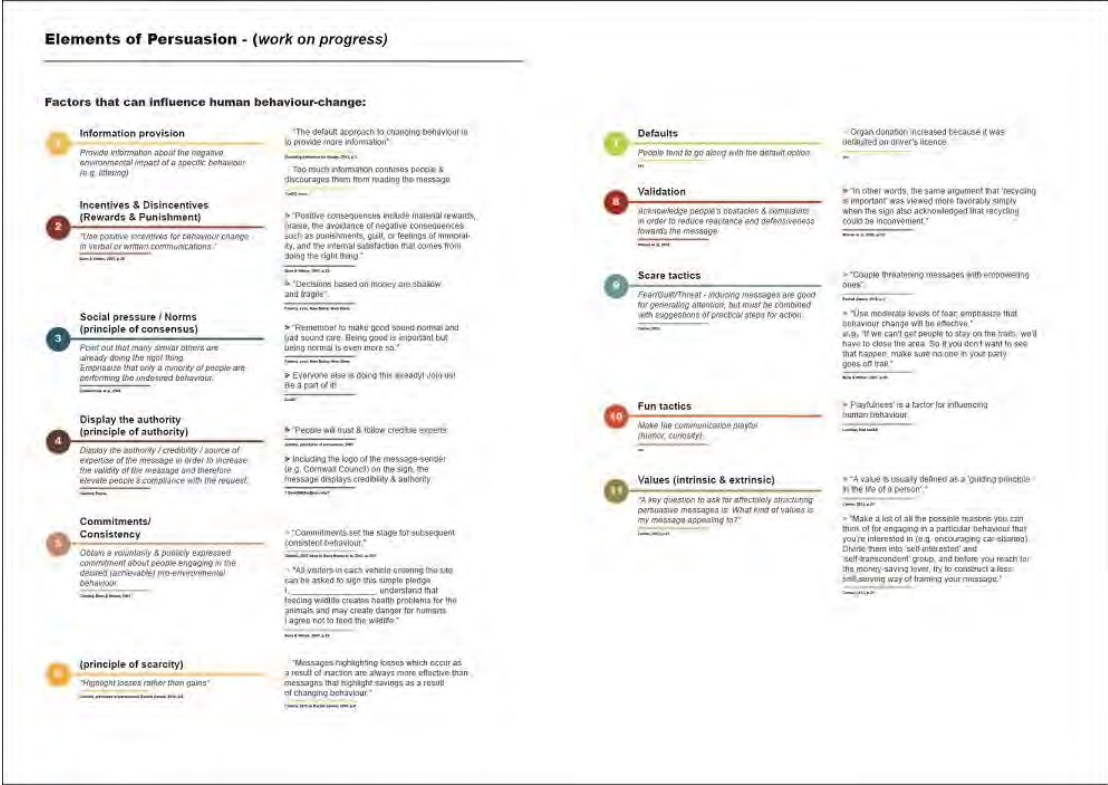 Elements of Persuasion - (work on progress)
Factors that can influence human behaviour-change:
1
Information provision
Provide information about the negative
environmental impact of a specific behaviour
(e.g. littering)
"The default approach to changing behaviour is
to provide more information"
Too much information confuses people &
discourages them from reading the message
2
Incentives & Disincentives
(Rewards & Punishment)
"Use positive incentives for behaviour change
in verbal or written communications."
> "Positive consequences include material rewards,
praise, the avoidance of negative consequences
such as punishments, guilt, or feelings of immoral-
ity, and the internal satisfaction that comes from
doing the right thing."
> "Decisions based on money are shallow
and fragile".
3
Social pressure / Norms
(principle of consensus)
Point out that many similar others are
already doing the right thing.
Emphasize that only a minority of people are
performing the undesired behaviour.
> "Remember to make good sound normal and
bad sound rare. Being good is important but
being normal is even more so."
> Everyone else is doing this already! Join us!
Be a part of it!
4
Display the authority
(principle of authority)
Display the authority / credibility / source of
expertise of the message in order to increase
the validity of the message and therefore
elevate people's compliance with the request.
> "People will trust & follow credible experts
> Including the logo of the message-sender
(e.g. Cornwall Council) on the sign, the
message displays credibility & authority
5
Commitments/
Consistency
Obtain a voluntarily & publicly expressed
commitment about people engaging in the
desired (achievable) pro-environmental
behaviour.
> "Commitments set the stage for subsequent
consistent behaviour."
"All visitors in each vehicle entering the site
can be asked to sign this simple pledge
I, ________________, understand that
feeding wildlife creates health problems for the
animals and may create danger for humans
I agree not to feed the wildlife."
6
(principle of scarcity)
"Highlight losses rather than gains"
"Messages highlighting losses which occur as
a result of inaction are always more effective than
messages that highlight savings as a result
of changing behaviour."
7
Defaults
People tend to go along with the default option
Organ donation increased because it was
defaulted on driver's licence.
8
Validation
Acknowledge people's obstacles & complaints
in order to reduce reactance and defensiveness
towards the message.
> "In other words, the same argument that 'recycling
is important' was viewed more favorably simply
when the sign also acknowledged that recycling
could be inconvenient."
9
Scare tactics
Fear/Guilt/Threat - inducing messages are good
for generating attention, but must be combined
with suggestions of practical steps for action.
> "Couple threatening messages with empowering
ones".
> "Use moderate levels of fear; emphasize that
behaviour change will be effective."
e.g. "If we can't get people to stay on the trails, we'll
have to close the area. So if you don't want to see
that happen, make sure no one in your party
goes off trail."
10
Fun tactics
Make the communication playful
(humor, curiosity).
> Playfulness' is a factor for influencing
human behaviour
11
Values (intrinsic & extrinsic)
"A key question to ask for effectively structuring
persuasive messages is: What kind of values is
my message appealing to?"
> "A value is usually defined as a 'guiding principle
in the life of a person'."
> "Make a list of all the possible reasons you can
think of for engaging in a particular behaviour that
you're interested in (e.g. encouraging car-sharing).
Divide them into 'self-interested' and
'self-transcendent' group, and before you reach for
the money-saving lever, try to construct a less
self-serving way of framing your message."